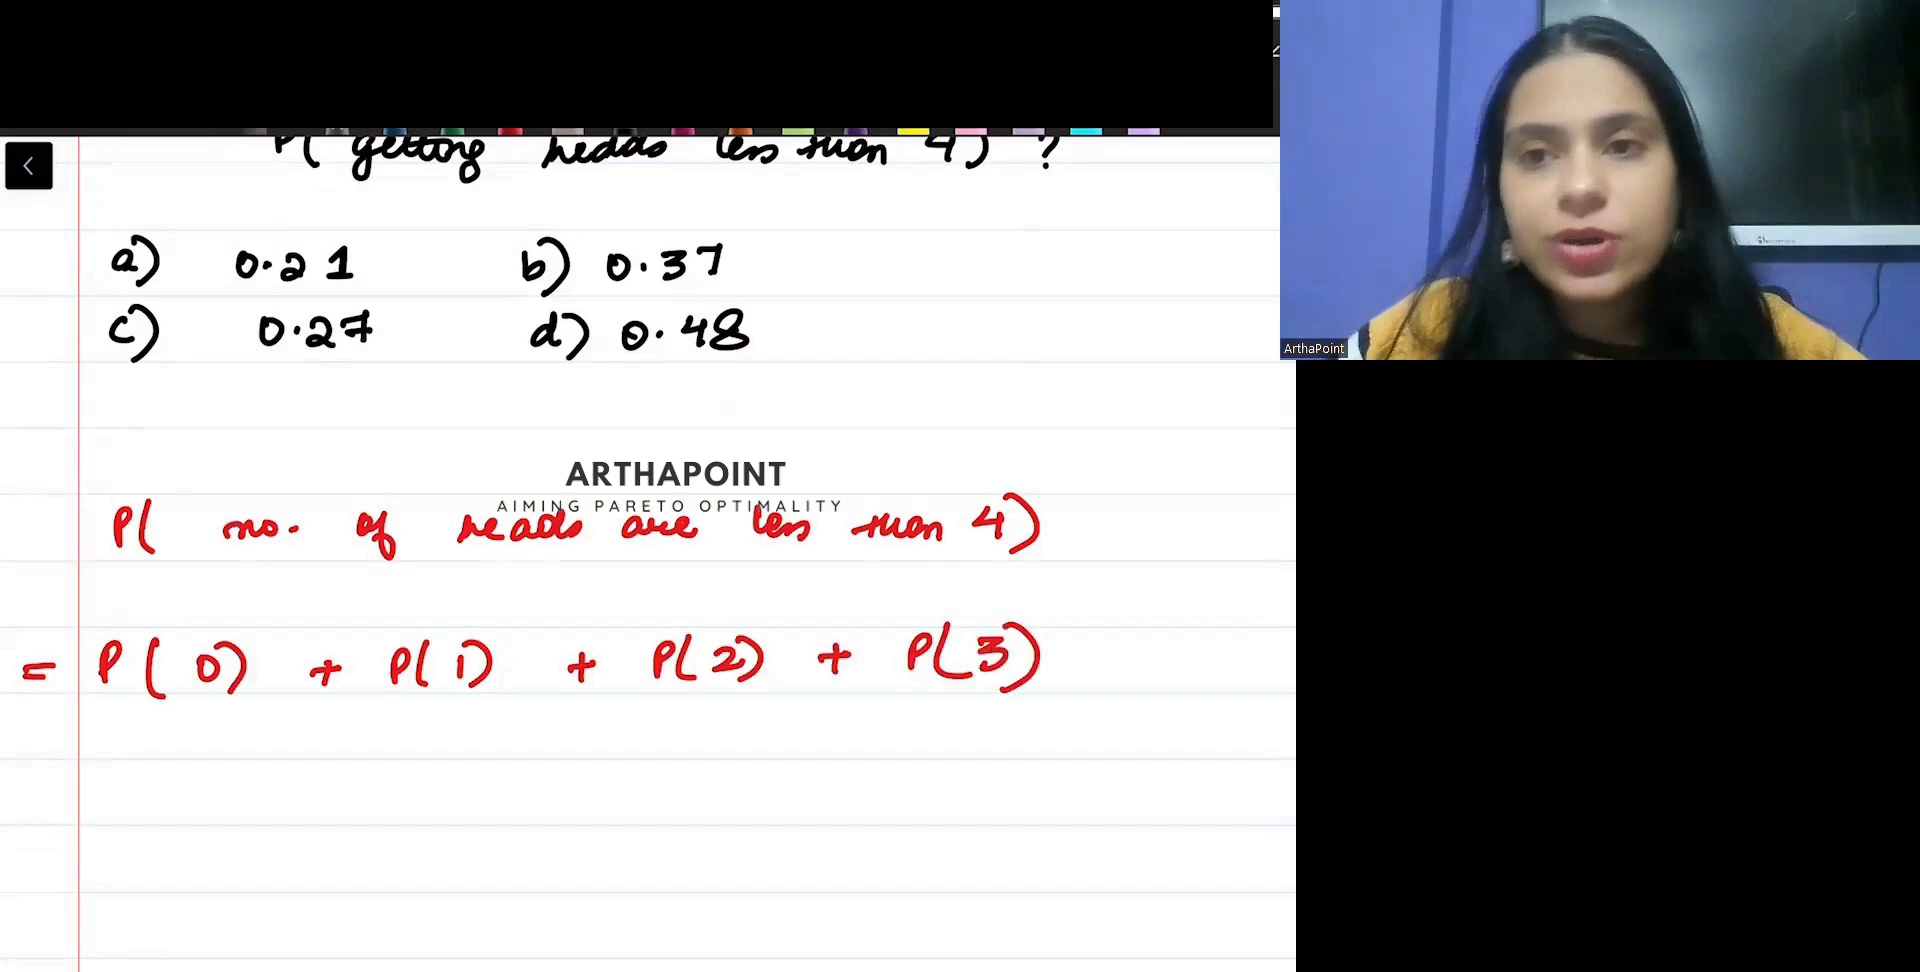 P( getting heads less than 4) ?
a) 0.21 b) 0.37
c) 0.27 d) 0.48
ARTHAPOINT
AIMING PARETO OPTIMALITY
P( no. of heads are less than 4)
= P( 0) + P( 1) + P( 2) + P( 3)
ArthaPoint